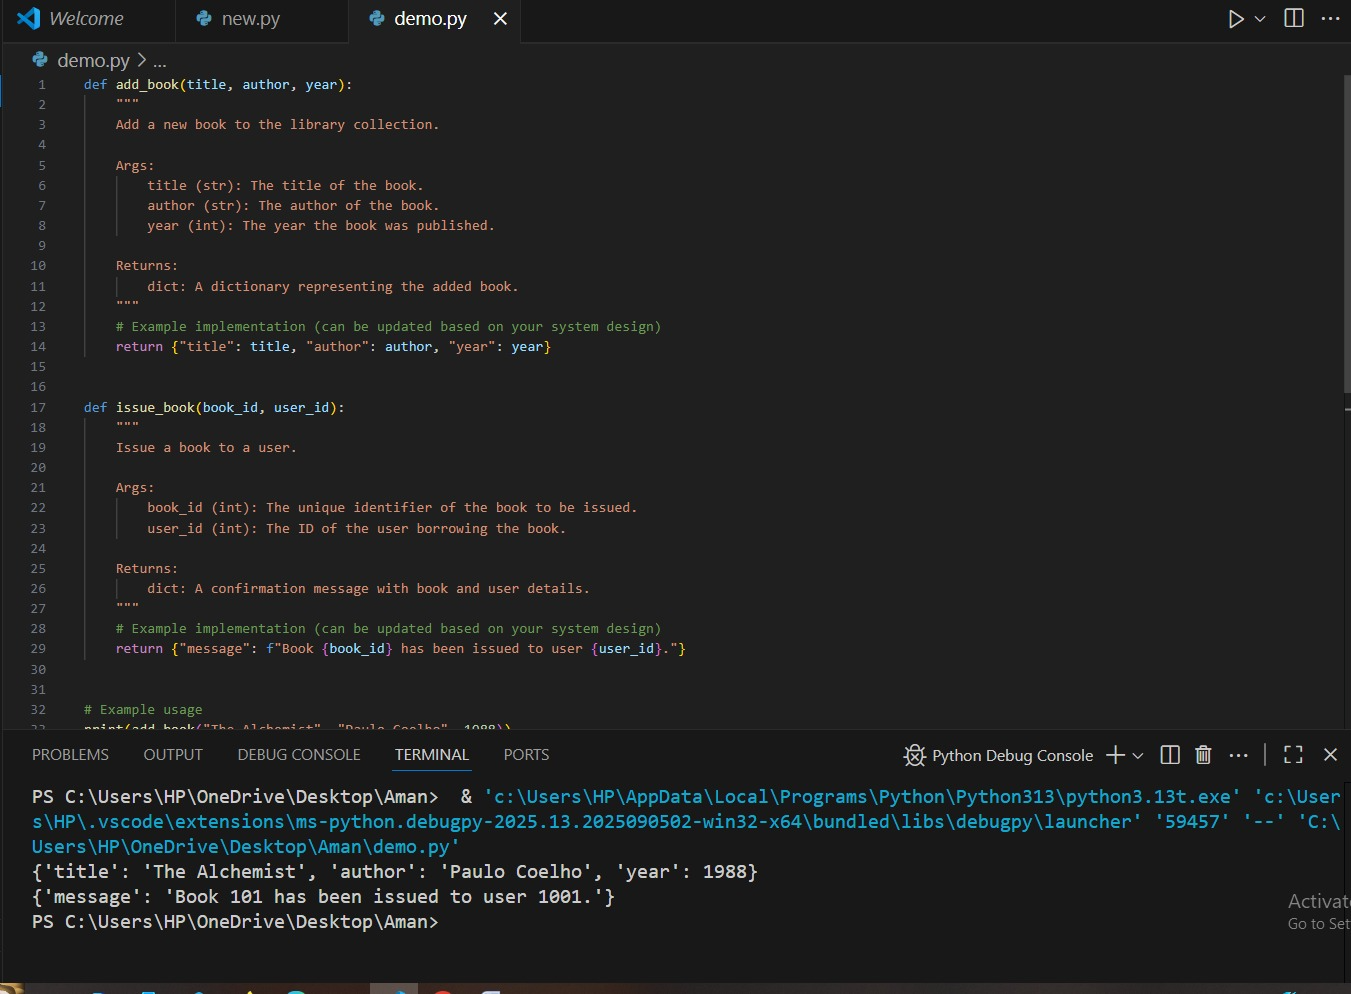 Welcome
new.py
demo.py
demo.py > ...
1 def add_book(title, author, year):
2 """
3 Add a new book to the library collection.
4
5 Args:
6 title (str): The title of the book.
7 author (str): The author of the book.
8 year (int): The year the book was published.
9
10 Returns:
11 dict: A dictionary representing the added book.
12 """
13 # Example implementation (can be updated based on your system design)
14 return {"title": title, "author": author, "year": year}
15
16
17 def issue_book(book_id, user_id):
18 """
19 Issue a book to a user.
20
21 Args:
22 book_id (int): The unique identifier of the book to be issued.
23 user_id (int): The ID of the user borrowing the book.
24
25 Returns:
26 dict: A confirmation message with book and user details.
27 """
28 # Example implementation (can be updated based on your system design)
29 return {"message": f"Book {book_id} has been issued to user {user_id}."}
30
31
32 # Example usage
33 print(add_book("The Alchemist", "Paulo Coelho", 1988))
PROBLEMS OUTPUT DEBUG CONSOLE TERMINAL PORTS Python Debug Console
PS C:\Users\HP\OneDrive\Desktop\Aman> & 'c:\Users\HP\AppData\Local\Programs\Python\Python313\python3.13t.exe' 'c:\User
s\HP\.vscode\extensions\ms-python.debugpy-2025.13.2025090502-win32-x64\bundled\libs\debugpy\launcher' '59457' '--' 'C:\
Users\HP\OneDrive\Desktop\Aman\demo.py'
{'title': 'The Alchemist', 'author': 'Paulo Coelho', 'year': 1988}
{'message': 'Book 101 has been issued to user 1001.'}
PS C:\Users\HP\OneDrive\Desktop\Aman>
Activat
Go to Set